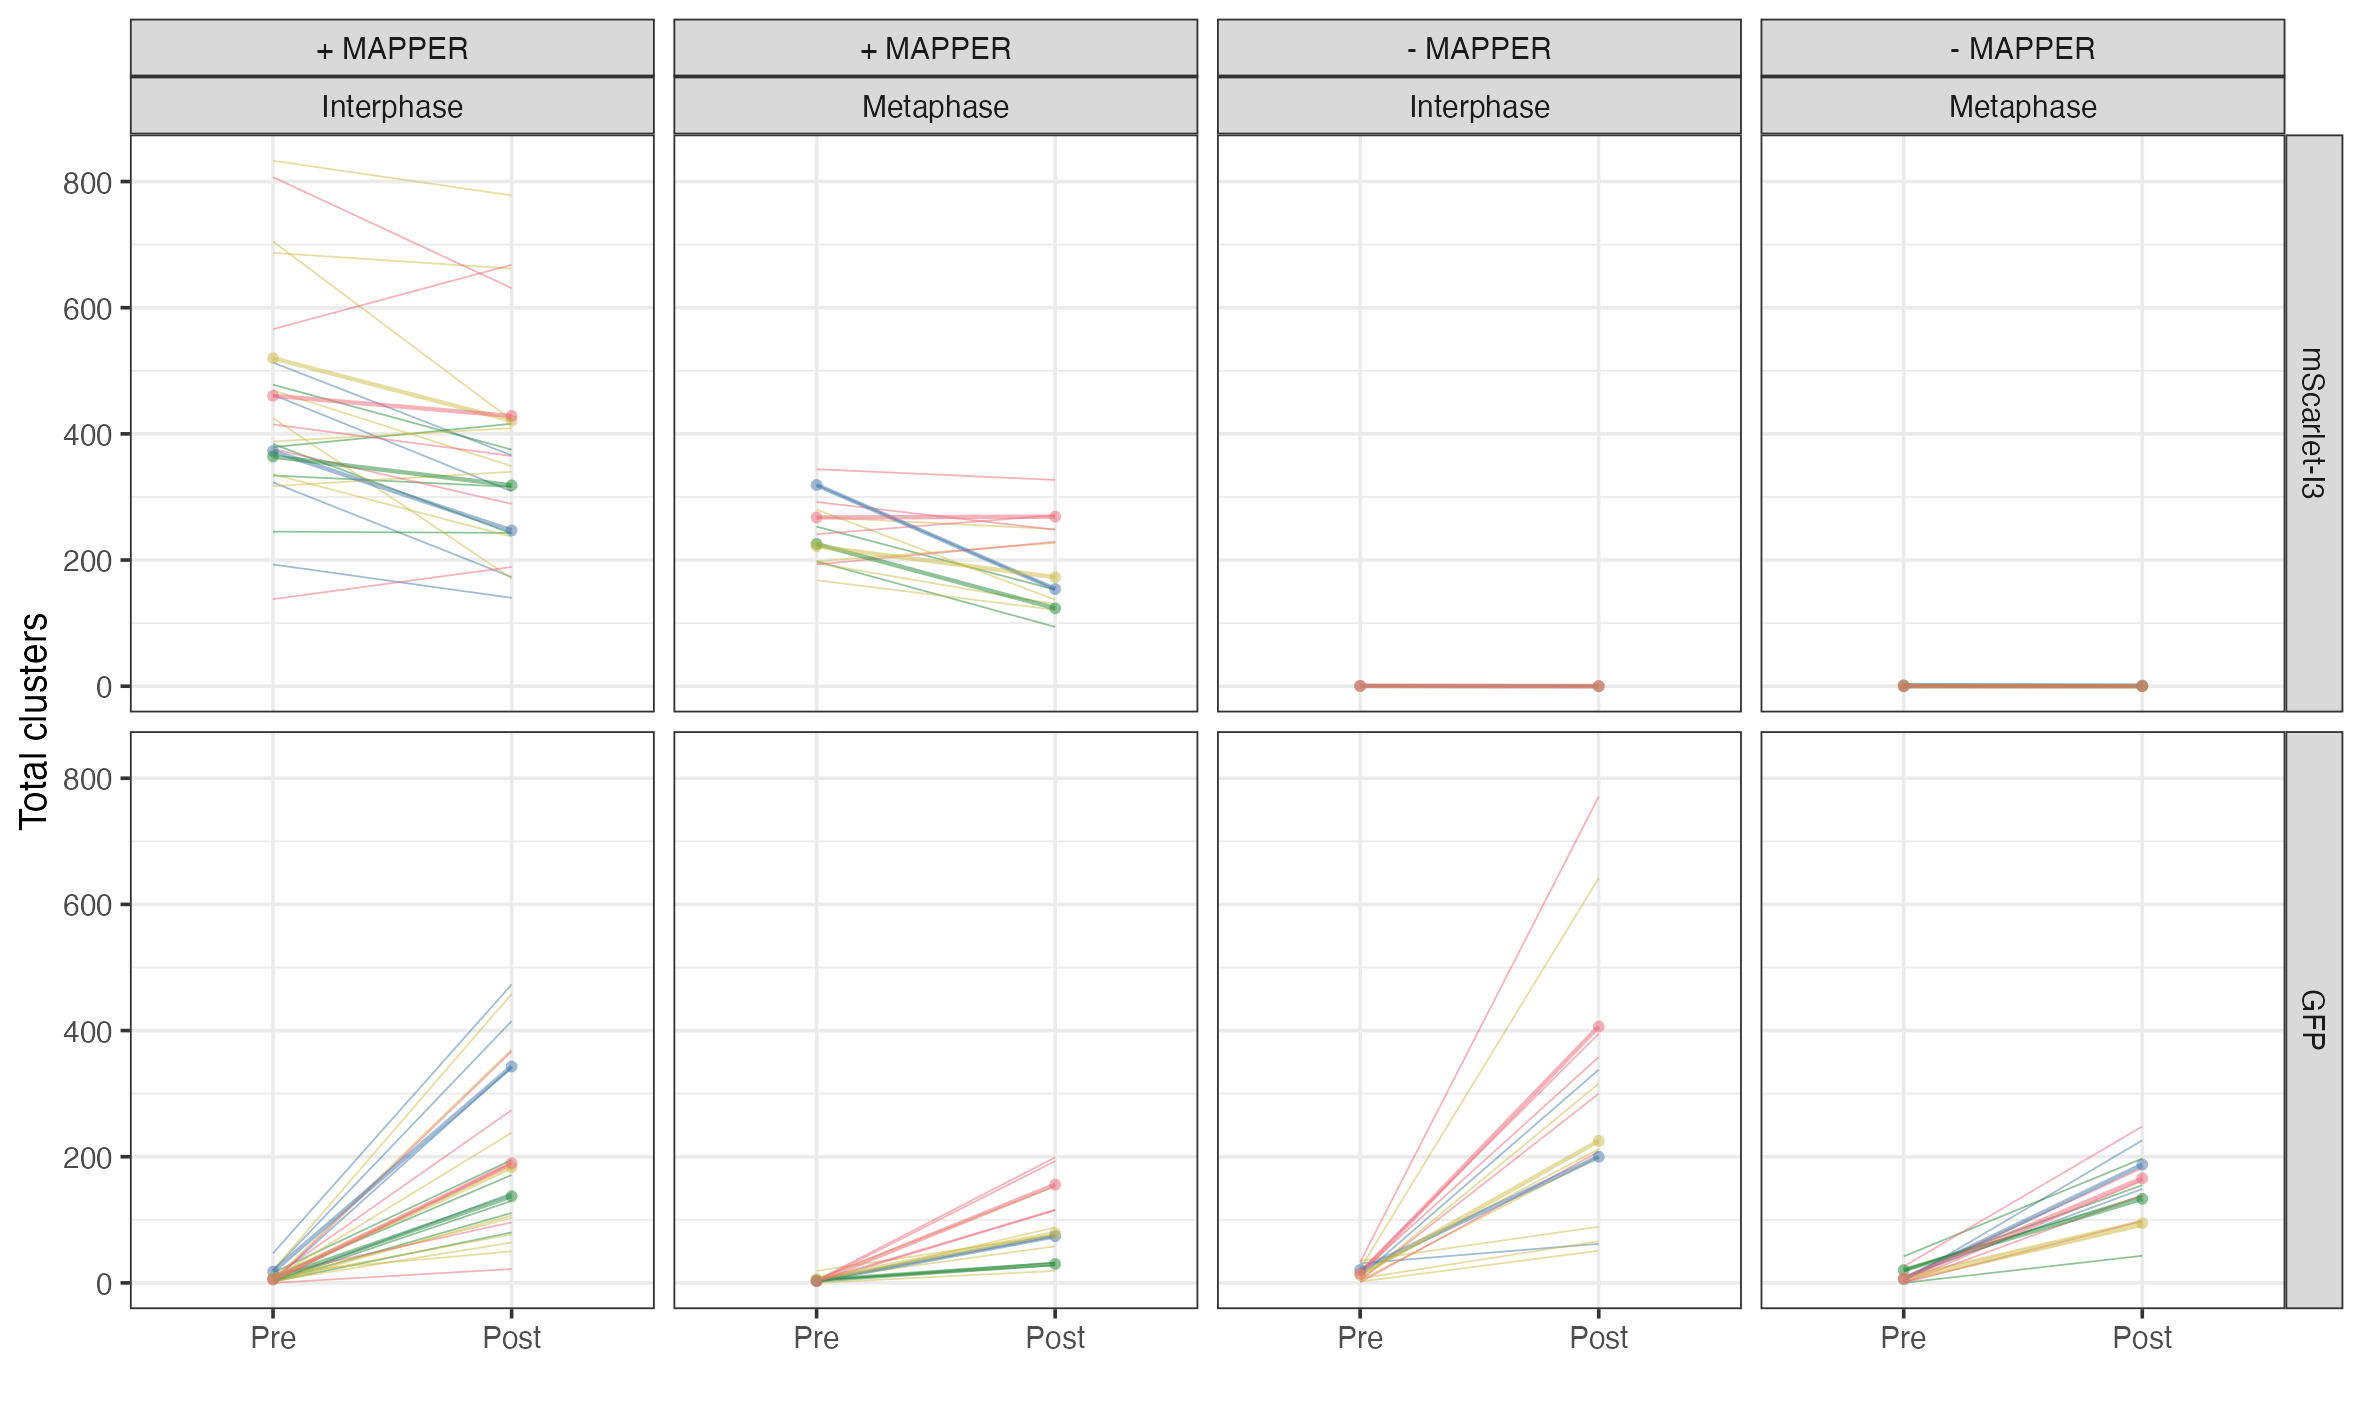 + MAPPER
+ MAPPER
- MAPPER
- MAPPER
Interphase
Metaphase
Interphase
Metaphase
Total clusters
800
600
400
200
0
mScarlet-I3
800
600
400
200
0
GFP
Pre
Post
Pre
Post
Pre
Post
Pre
Post